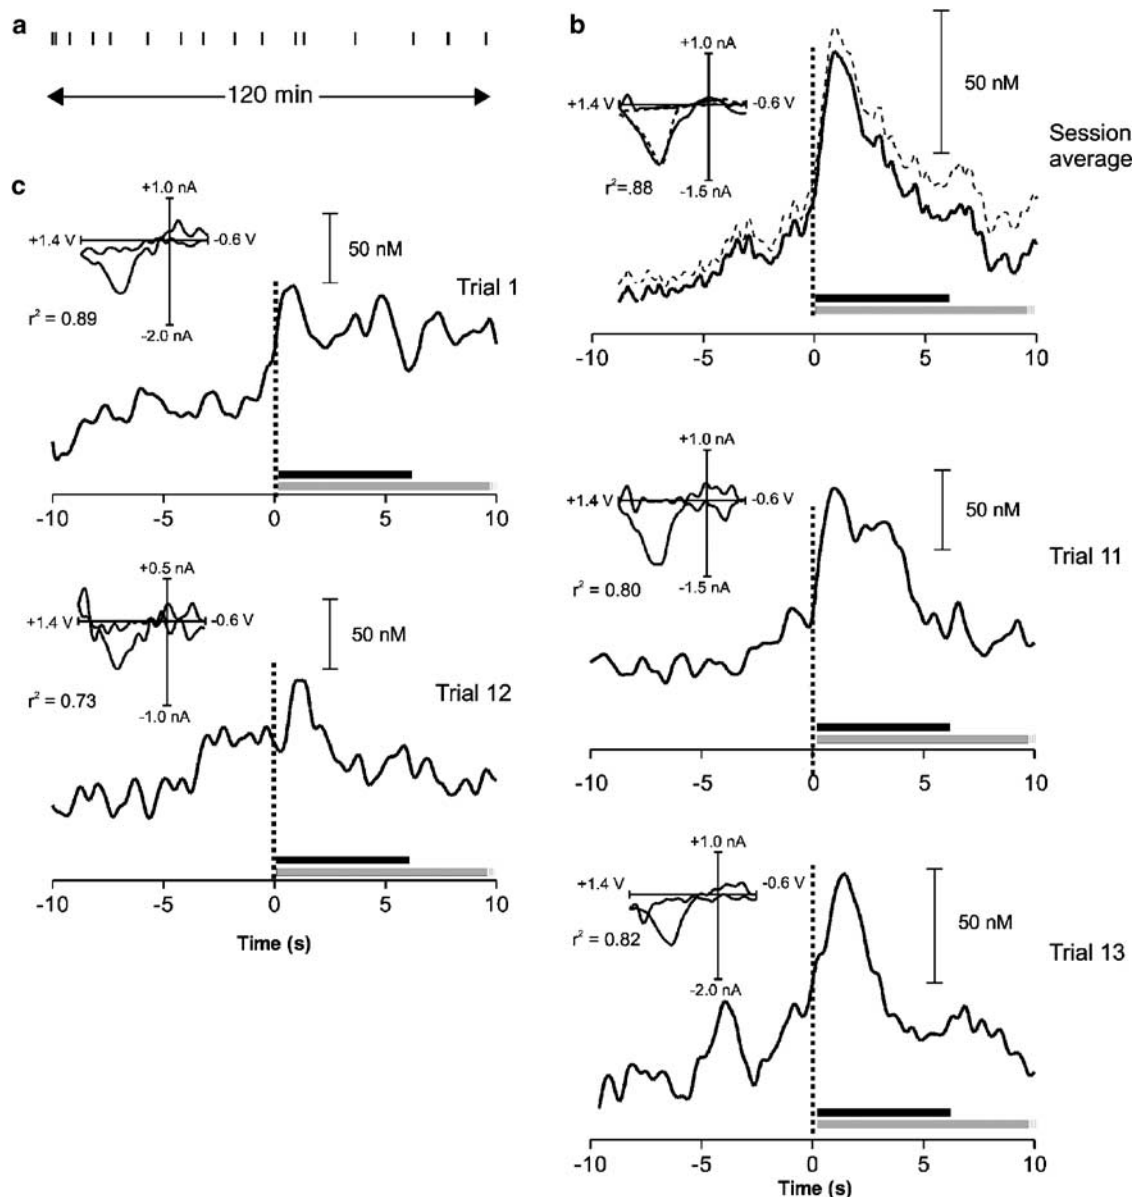 a
120 min
b
+1.0 nA
+1.4 V
-0.6 V
-1.5 nA
r²=.88
50 nM
Session
average
-10
-5
0
5
10
c
+1.0 nA
+1.4 V
-0.6 V
-2.0 nA
r² = 0.89
50 nM
Trial 1
-10
-5
0
5
10
+0.5 nA
+1.4 V
-0.6 V
-1.0 nA
r² = 0.73
50 nM
Trial 12
-10
-5
0
5
10
Time (s)
+1.0 nA
+1.4 V
-0.6 V
-1.5 nA
r² = 0.80
50 nM
Trial 11
-10
-5
0
5
10
+1.0 nA
+1.4 V
-0.6 V
-2.0 nA
r² = 0.82
50 nM
Trial 13
-10
-5
0
5
10
Time (s)